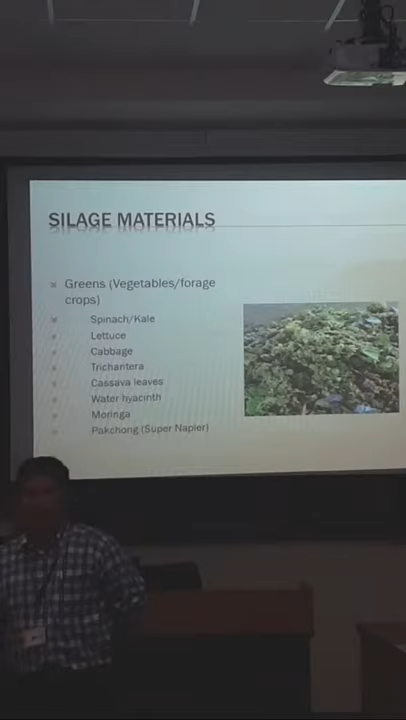 SILAGE MATERIALS
Greens (Vegetables/forage
crops)
Spinach/Kale
Lettuce
Cabbage
Trichantera
Cassava leaves
Water hyacinth
Moringa
Pakchong (Super Napier)